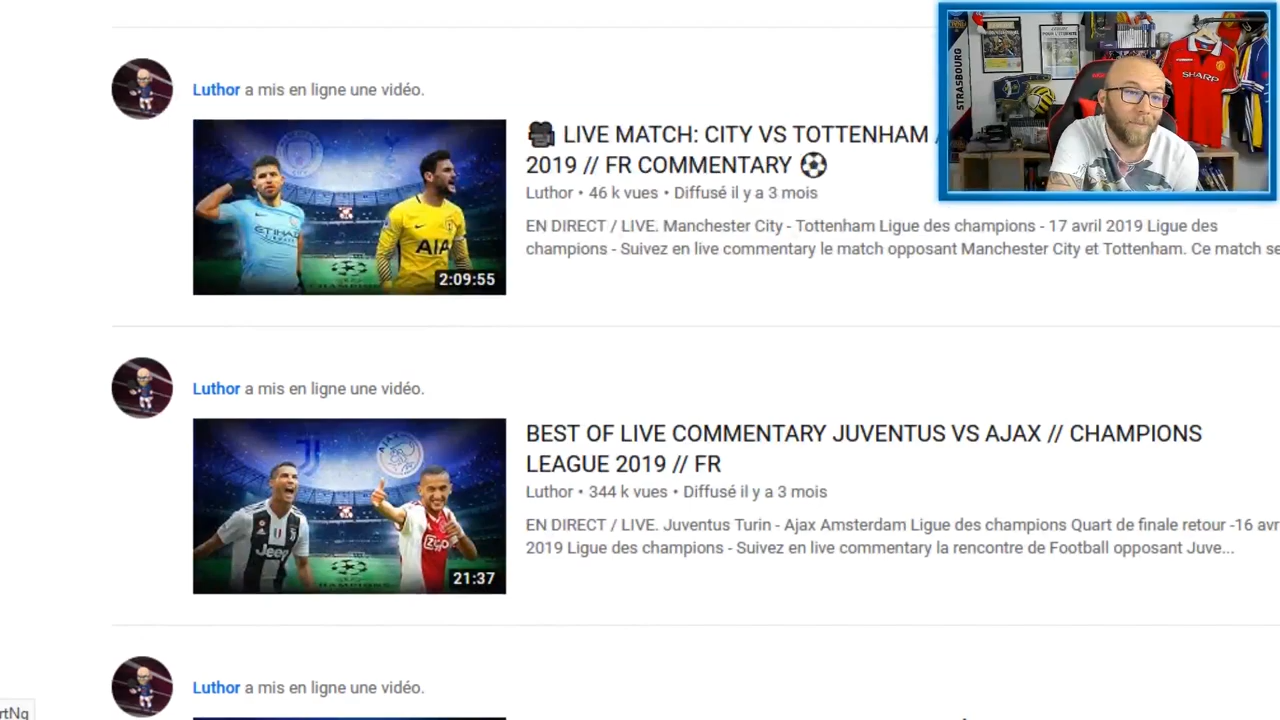 Luthor a mis en ligne une vidéo.
LIVE MATCH: CITY VS TOTTENHAM /
2019 // FR COMMENTARY
Luthor • 46 k vues • Diffusé il y a 3 mois
EN DIRECT / LIVE. Manchester City - Tottenham Ligue des champions - 17 avril 2019 Ligue des
champions - Suivez en live commentary le match opposant Manchester City et Tottenham. Ce match se
ETIHAD
AIA
2:09:55
STRASBOURG
SHARP
Luthor a mis en ligne une vidéo.
BEST OF LIVE COMMENTARY JUVENTUS VS AJAX // CHAMPIONS
LEAGUE 2019 // FR
Luthor • 344 k vues • Diffusé il y a 3 mois
EN DIRECT / LIVE. Juventus Turin - Ajax Amsterdam Ligue des champions Quart de finale retour -16 avr
2019 Ligue des champions - Suivez en live commentary la rencontre de Football opposant Juve...
Jeep
21:37
Luthor a mis en ligne une vidéo.
rtNg